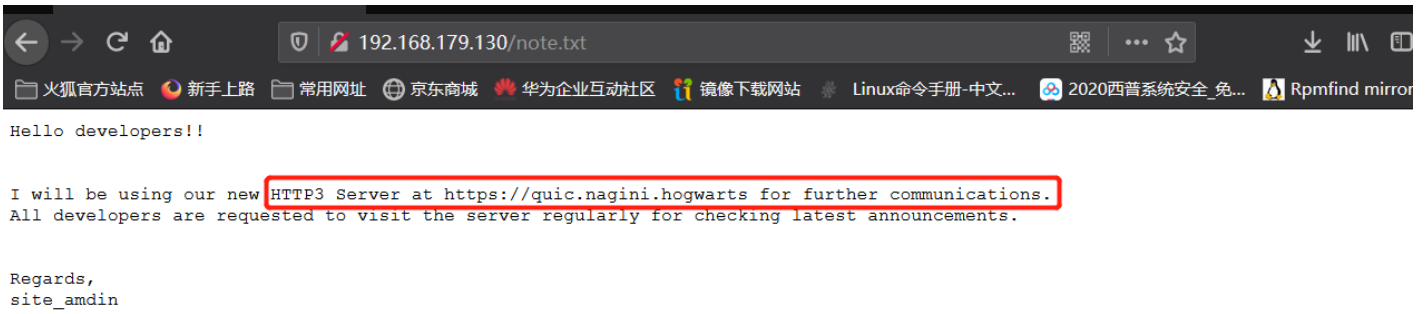 192.168.179.130/note.txt
火狐官方站点 新手上路 常用网址 京东商城 华为企业互动社区 镜像下载网站 Linux命令手册-中文... 2020西普系统安全_免... Rpmfind mirror
Hello developers!!
I will be using our new HTTP3 Server at https://quic.nagini.hogwarts for further communications.
All developers are requested to visit the server regularly for checking latest announcements.
Regards,
site_amdin